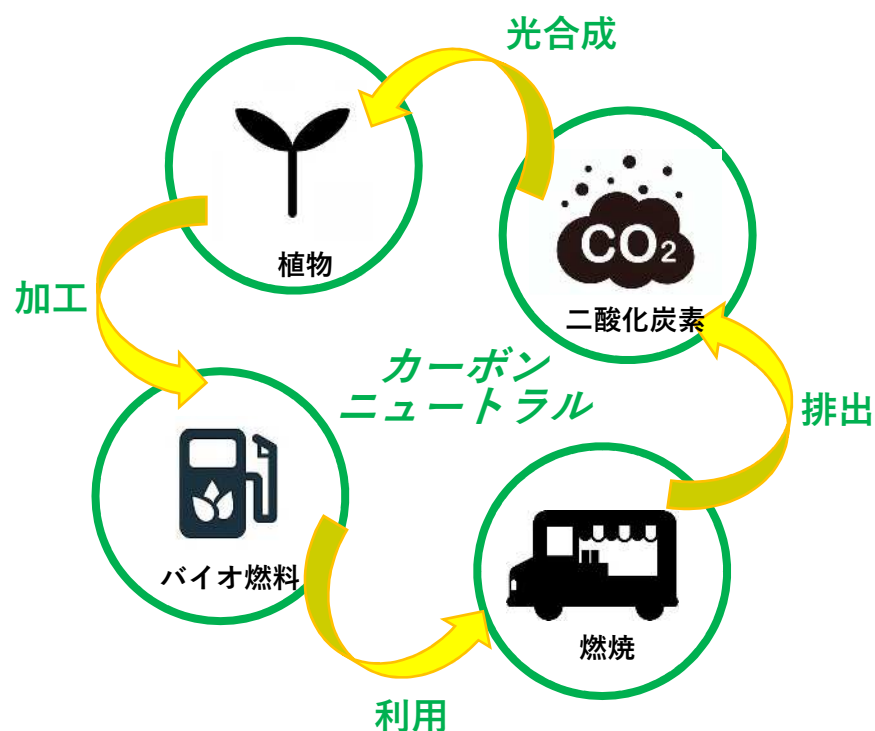 光合成
植物
CO2
二酸化炭素
加工
カーボン
ニュートラル
排出
バイオ燃料
燃焼
利用